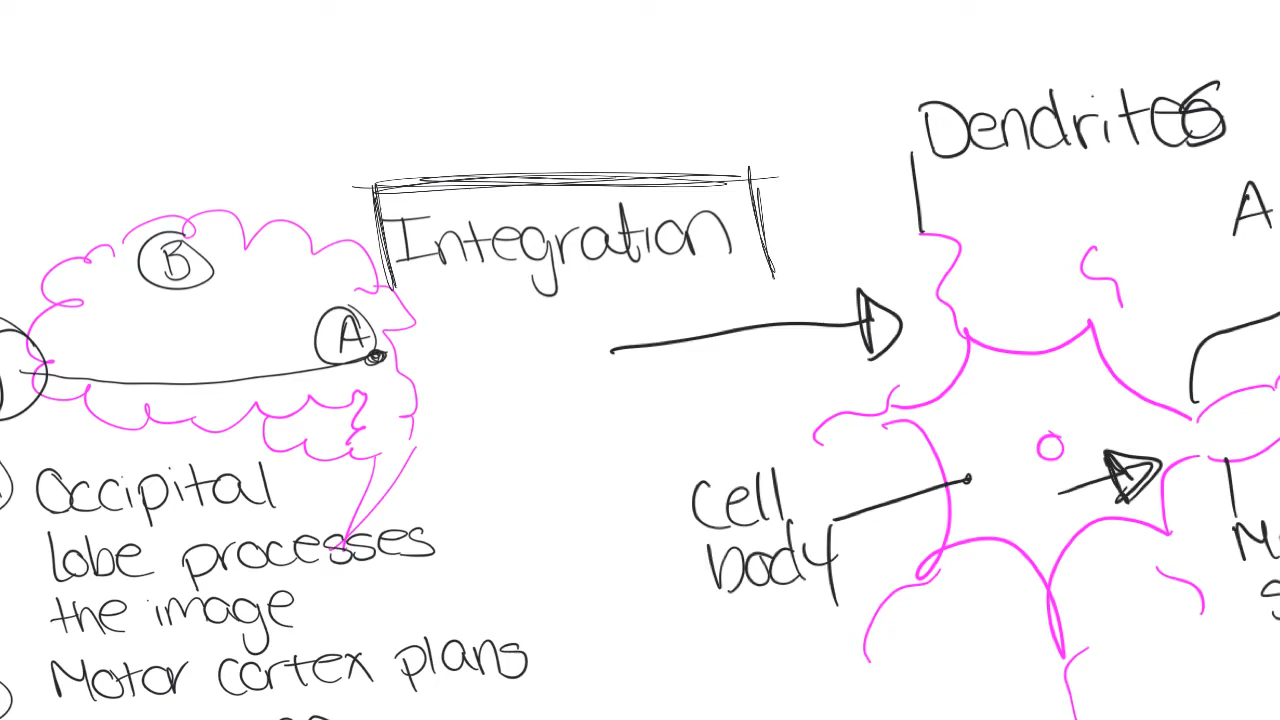 Dendrites
A
Integration
B
A
Cell
body
Occipital
lobe processes
the image
Motor cortex plans